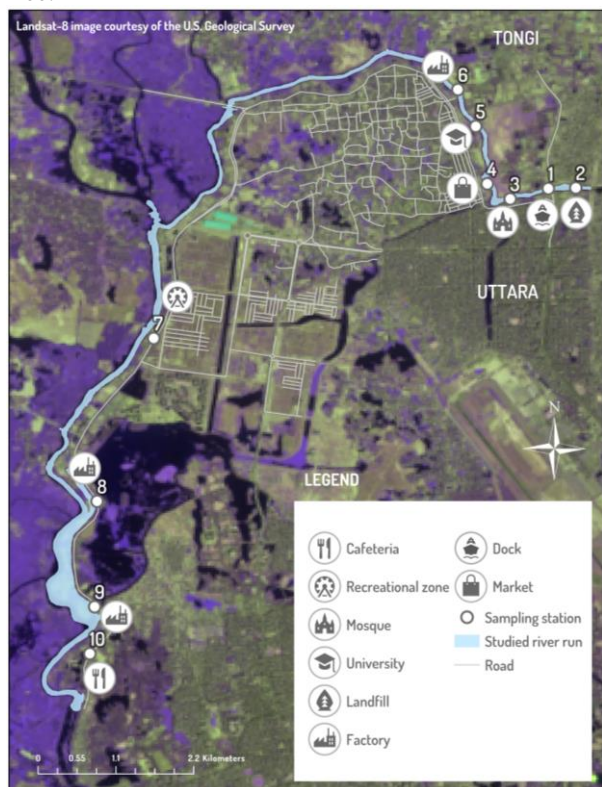 Landsat-8 image courtesy of the U.S. Geological Survey
TONGI
6
5
4
3
1
2
UTTARA
7
N
8
9
10
LEGEND
Cafeteria
Dock
Recreational zone
Market
Mosque
Sampling station
University
Studied river run
Road
Landfill
Factory
0 0.55 1.1 2.2 Kilometers